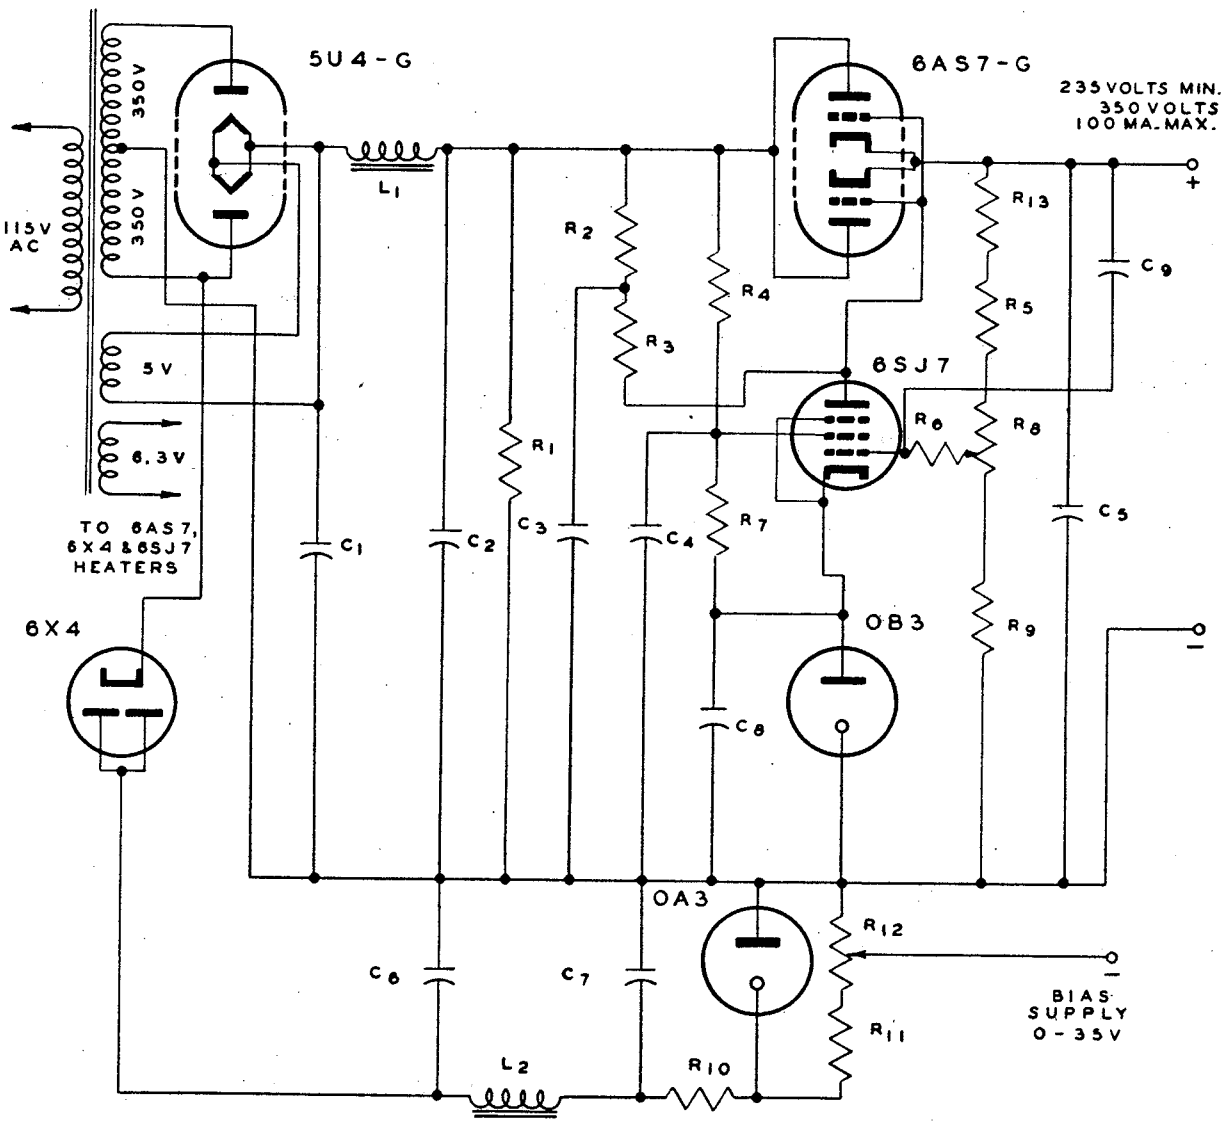 5U4-G
6AS7-G
235 VOLTS MIN.
350 VOLTS
100 MA. MAX.
350V
350V
115V
AC
L1
+
R13
R2
R4
C9
R5
R3
5V
6SJ7
R6
R8
R1
6.3V
TO 6AS7,
6X4 & 6SJ7
HEATERS
C1
C2
C3
C4
R7
C5
6X4
OB3
R9
–
C8
OA3
R12
C6
C7
–
BIAS
SUPPLY
0-35V
R11
L2
R10